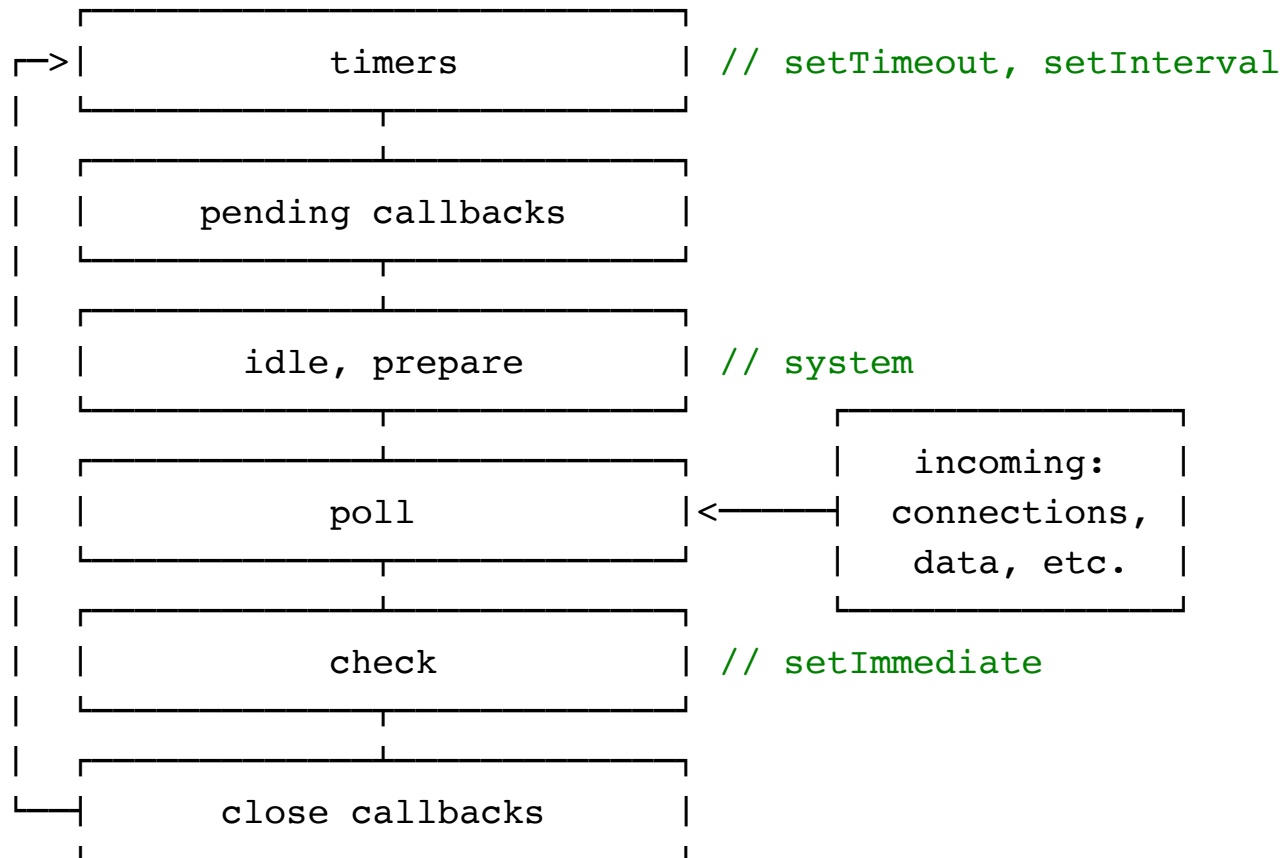 timers // setTimeout, setInterval
pending callbacks
idle, prepare // system
incoming:
poll connections,
data, etc.
check // setImmediate
close callbacks